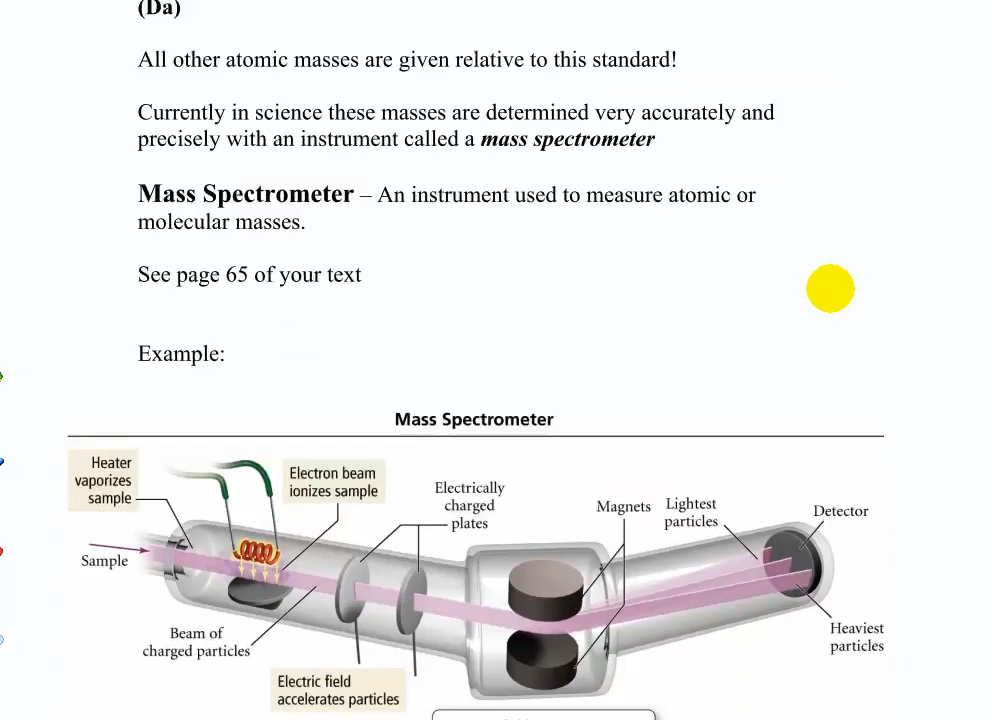 (Da)
All other atomic masses are given relative to this standard!
Currently in science these masses are determined very accurately and
precisely with an instrument called a mass spectrometer
Mass Spectrometer – An instrument used to measure atomic or
molecular masses.
See page 65 of your text
Example:
Mass Spectrometer
Heater
vaporizes
sample
Electron beam
ionizes sample
Electrically
charged
plates
Magnets
Lightest
particles
Detector
Sample
Beam of
charged particles
Electric field
accelerates particles
Heaviest
particles